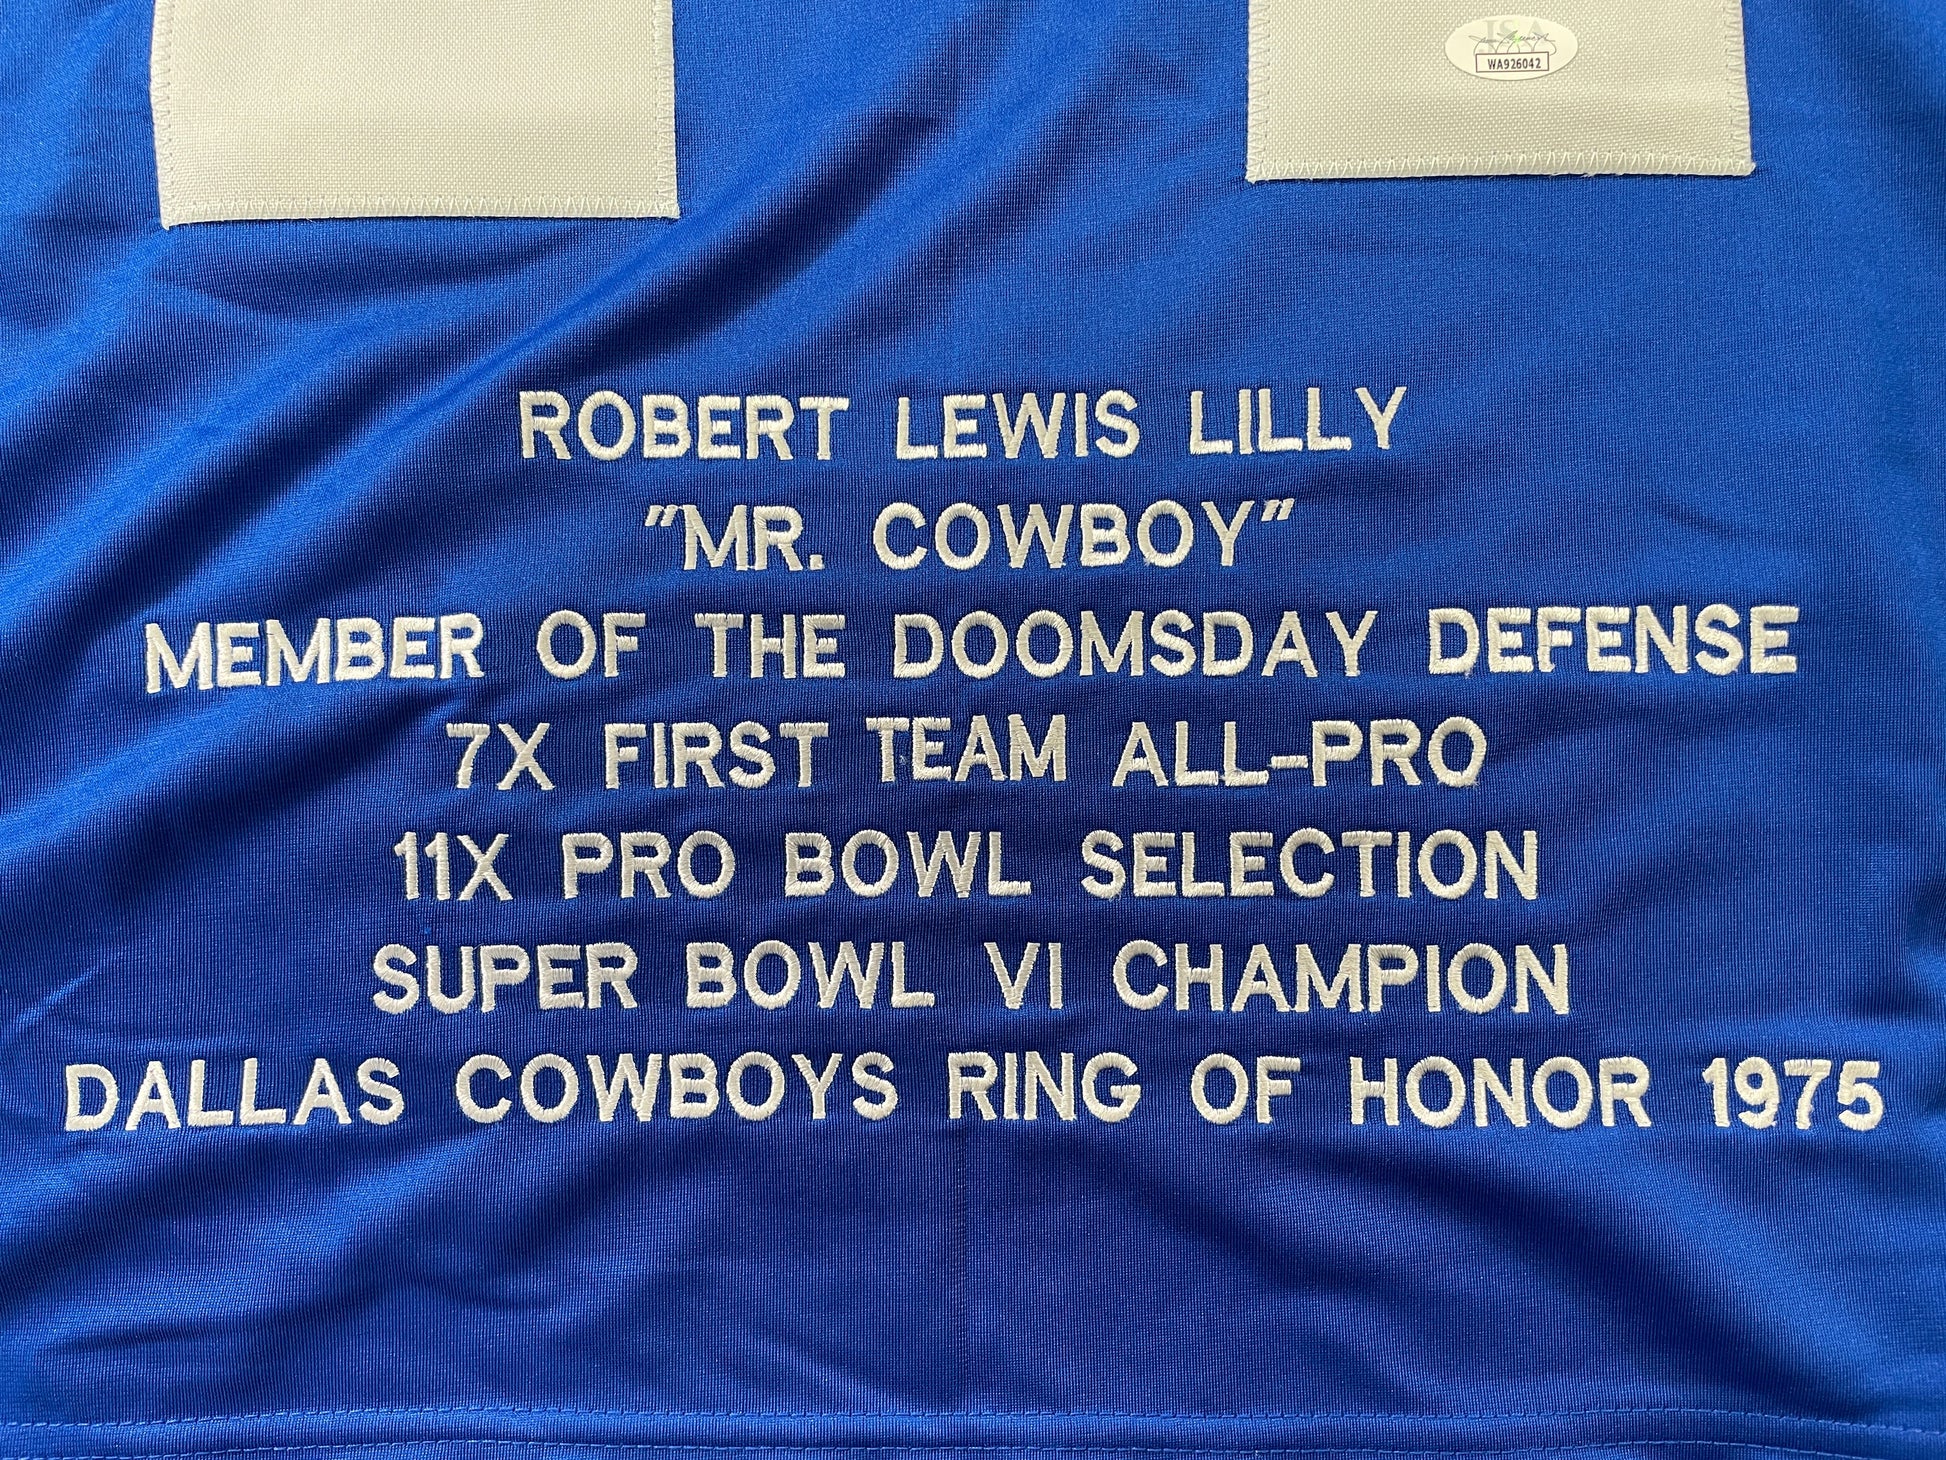 JSA
WA926042
ROBERT LEWIS LILLY
"MR. COWBOY"
MEMBER OF THE DOOMSDAY DEFENSE
7X FIRST TEAM ALL-PRO
11X PRO BOWL SELECTION
SUPER BOWL VI CHAMPION
DALLAS COWBOYS RING OF HONOR 1975